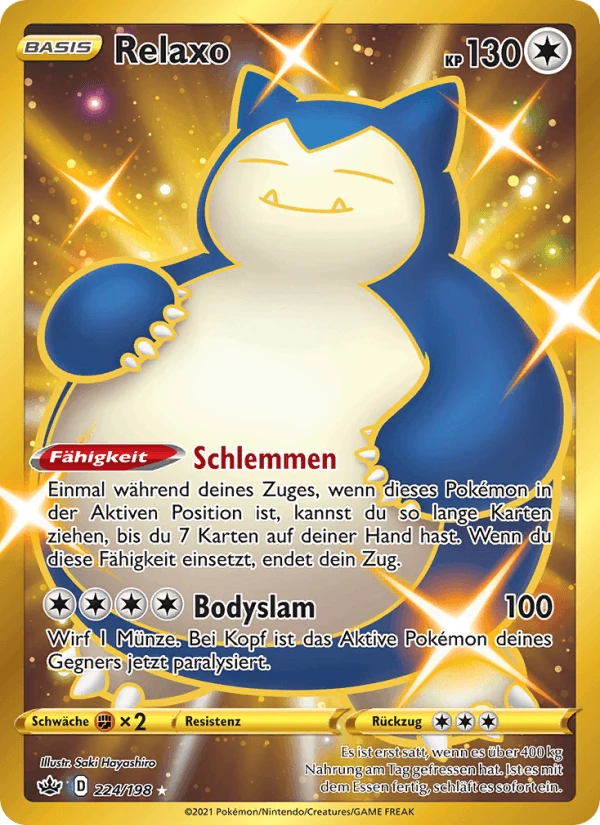 BASIS Relaxo KP 130
Fähigkeit Schlemmen
Einmal während deines Zuges, wenn dieses Pokémon in
der Aktiven Position ist, kannst du so lange Karten
ziehen, bis du 7 Karten auf deiner Hand hast. Wenn du
diese Fähigkeit einsetzt, endet dein Zug.
Bodyslam 100
Wirf 1 Münze. Bei Kopf ist das Aktive Pokémon deines
Gegners jetzt paralysiert.
Schwäche ×2 Resistenz Rückzug
Illustr. Saki Hayashiro
Es ist erst satt, wenn es über 400 kg
Nahrung am Tag gefressen hat. Ist es mit
dem Essen fertig, schläft es sofort ein.
D 224/198 ★
©2021 Pokémon/Nintendo/Creatures/GAME FREAK